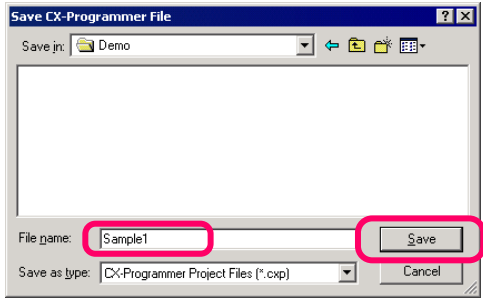 Save CX-Programmer File
Save in: Demo
File name: Sample1 Save
Save as type: CX-Programmer Project Files (*.cxp) Cancel